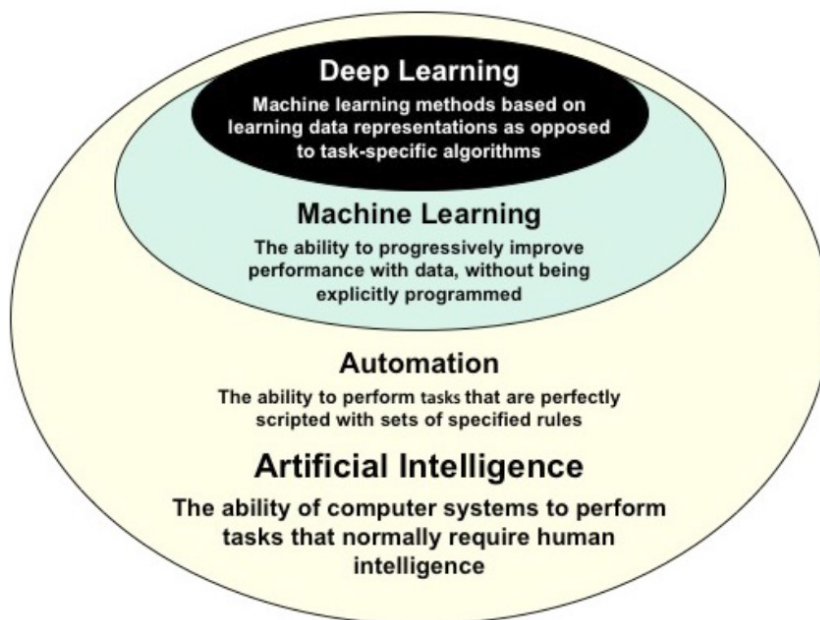 Deep Learning
Machine learning methods based on
learning data representations as opposed
to task-specific algorithms
Machine Learning
The ability to progressively improve
performance with data, without being
explicitly programmed
Automation
The ability to perform tasks that are perfectly
scripted with sets of specified rules
Artificial Intelligence
The ability of computer systems to perform
tasks that normally require human
intelligence